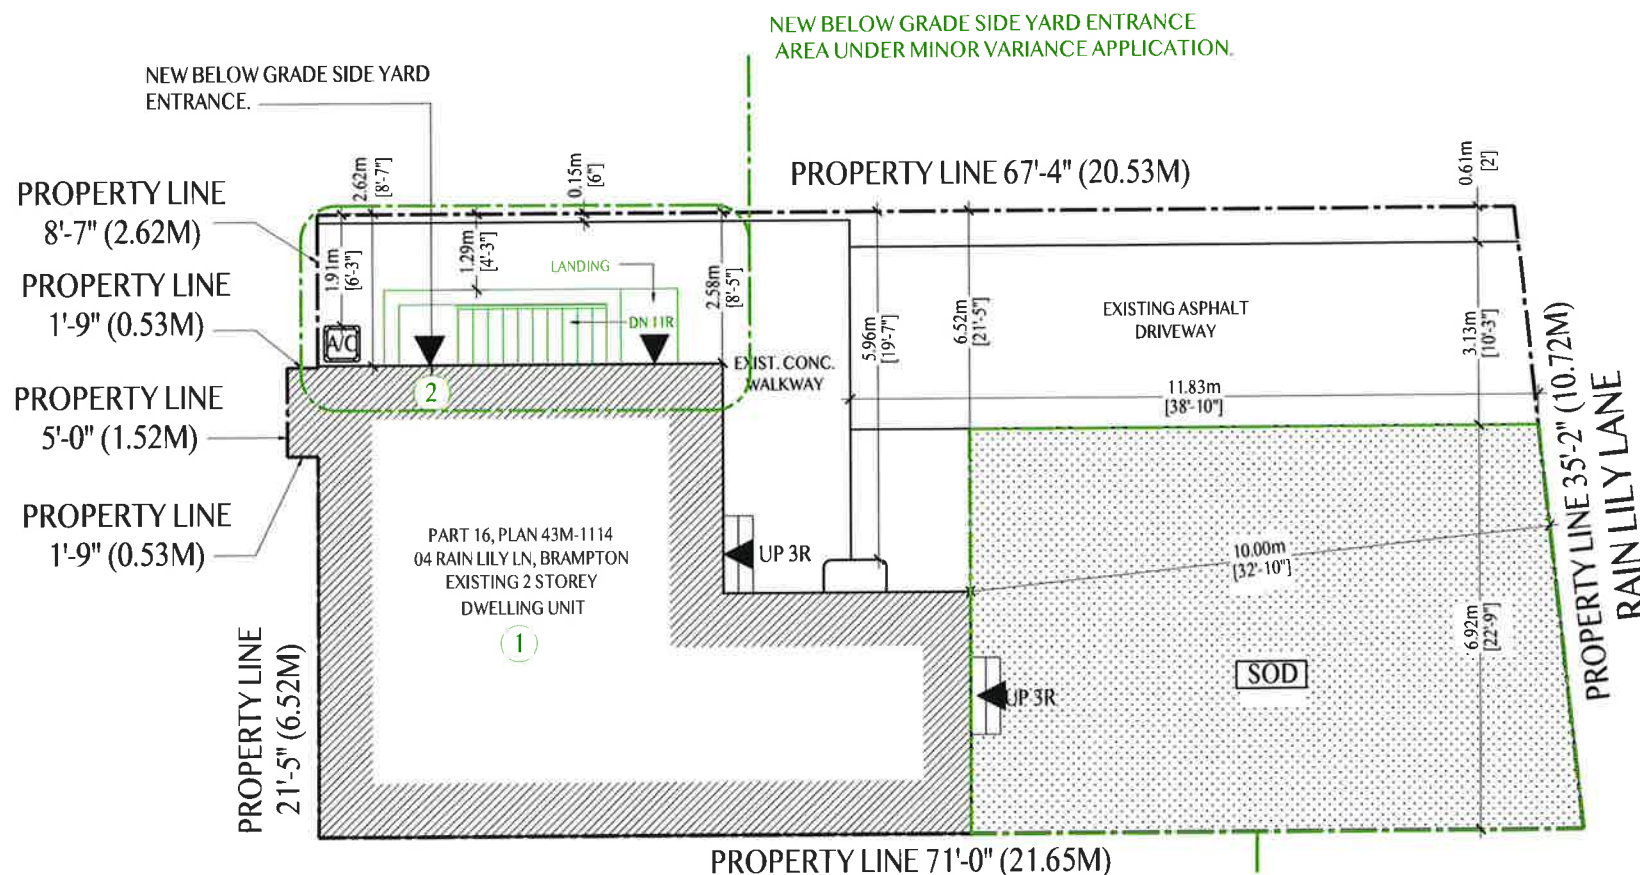 NEW BELOW GRADE SIDE YARD ENTRANCE
AREA UNDER MINOR VARIANCE APPLICATION.
NEW BELOW GRADE SIDE YARD
ENTRANCE.
PROPERTY LINE
8'-7" (2.62M)
PROPERTY LINE
1'-9" (0.53M)
PROPERTY LINE
5'-0" (1.52M)
PROPERTY LINE
1'-9" (0.53M)
PROPERTY LINE
21'-5" (6.52M)
2.62m
[8'-7"]
0.15m
[6"]
PROPERTY LINE 67'-4" (20.53M)
0.61m
[2']
1.91m
[6'-3"]
1.29m
[4'-3"]
LANDING
DN 11R
2.58m
[8'-5"]
A/C
2
EXIST. CONC.
WALKWAY
5.96m
[19'-7"]
6.52m
[21'-5"]
EXISTING ASPHALT
DRIVEWAY
3.13m
[10'-3"]
11.83m
[38'-10"]
PART 16, PLAN 43M-1114
04 RAIN LILY LN, BRAMPTON
EXISTING 2 STOREY
DWELLING UNIT
1
UP 3R
UP 3R
10.00m
[32'-10"]
SOD
6.92m
[22'-9"]
PROPERTY LINE 35'-2" (10.72M)
RAIN LILY LANE
PROPERTY LINE 71'-0" (21.65M)